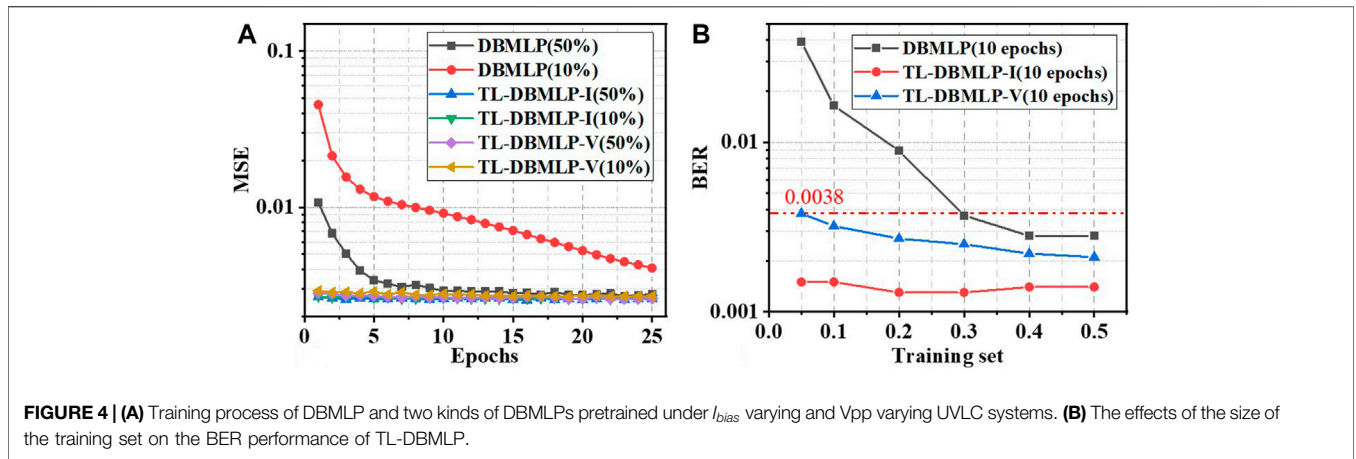 A
0.1
0.01
MSE
DBMLP(50%)
DBMLP(10%)
TL-DBMLP-I(50%)
TL-DBMLP-I(10%)
TL-DBMLP-V(50%)
TL-DBMLP-V(10%)
0 5 10 15 20 25
Epochs
B
0.01
0.001
BER
DBMLP(10 epochs)
TL-DBMLP-I(10 epochs)
TL-DBMLP-V(10 epochs)
0.0038
0.0 0.1 0.2 0.3 0.4 0.5
Training set
FIGURE 4 | (A) Training process of DBMLP and two kinds of DBMLPs pretrained under Ibias varying and Vpp varying UVLC systems. (B) The effects of the size of
the training set on the BER performance of TL-DBMLP.